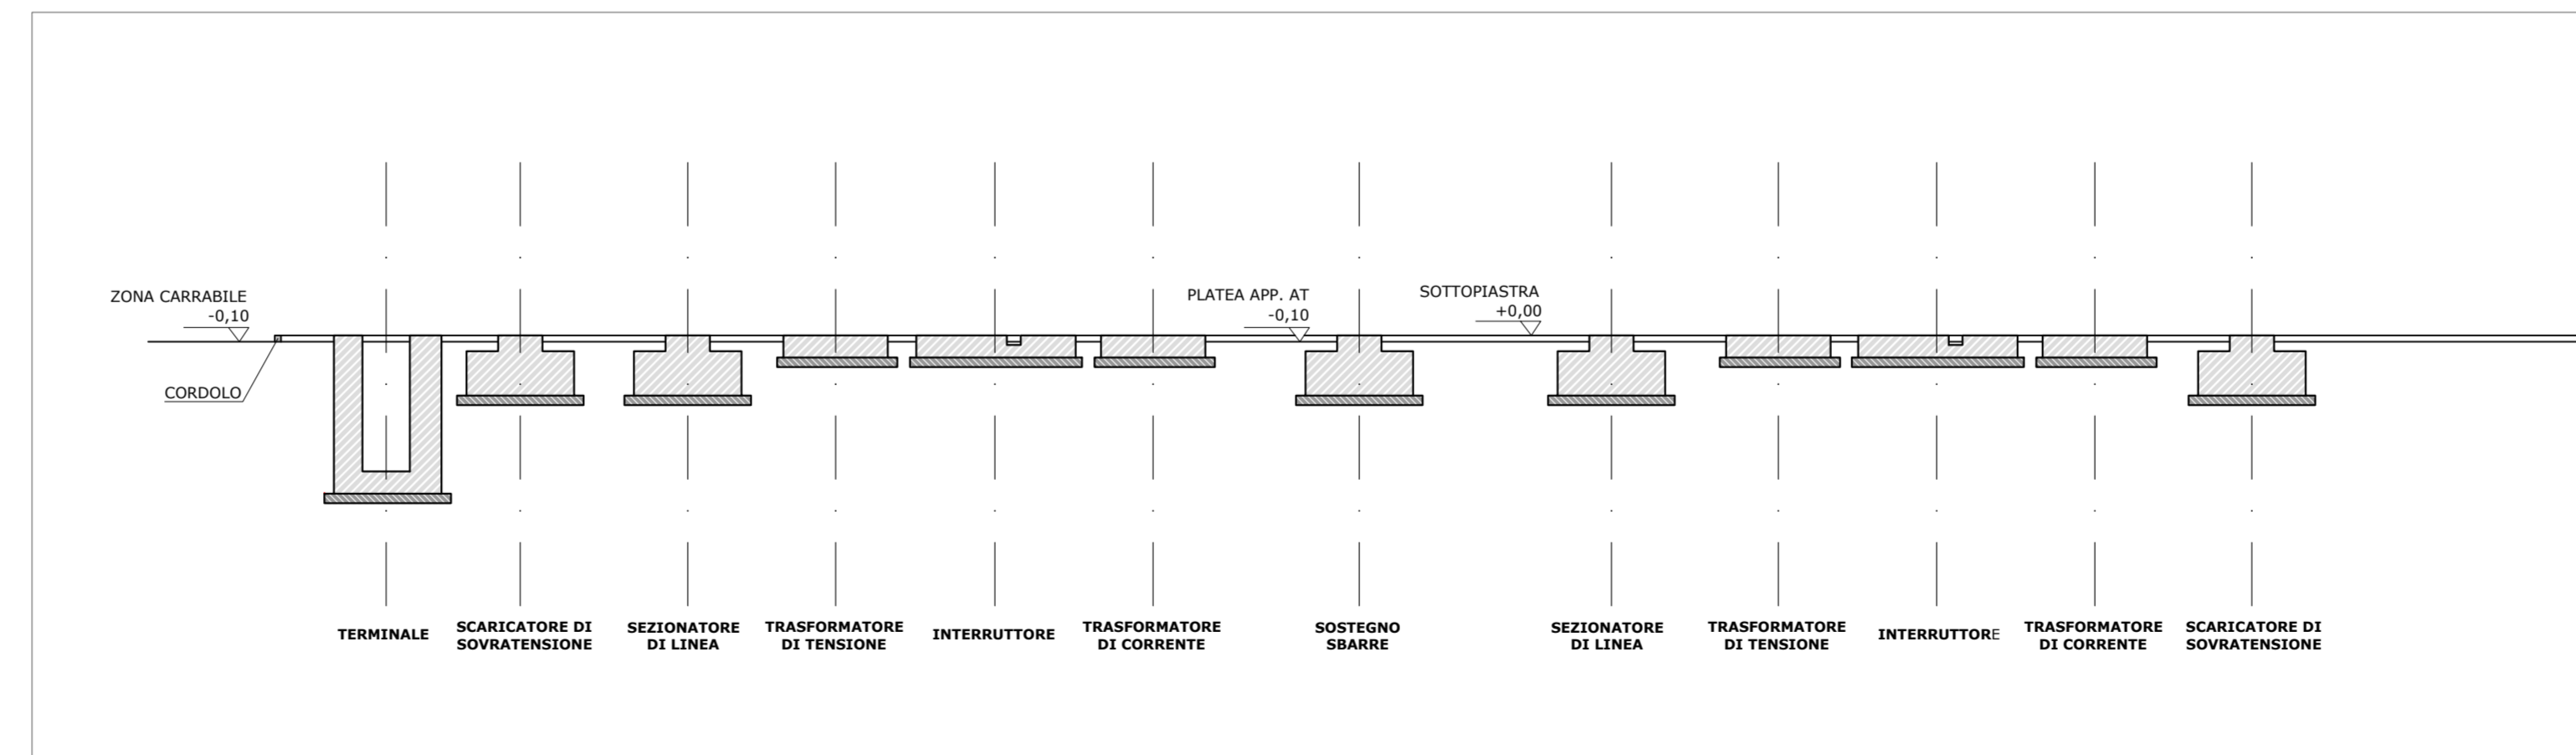 ZONA CARRABILE
-0,10
CORDOLO
PLATEA APP. AT
-0,10
SOTTOPIASTRA
+0,00
TERMINALE
SCARICATORE DI
SOVRATENSIONE
SEZIONATORE
DI LINEA
TRASFORMATORE
DI TENSIONE
INTERRUTTORE
TRASFORMATORE
DI CORRENTE
SOSTEGNO
SBARRE
SEZIONATORE
DI LINEA
TRASFORMATORE
DI TENSIONE
INTERRUTTORE
TRASFORMATORE
DI CORRENTE
SCARICATORE DI
SOVRATENSIONE